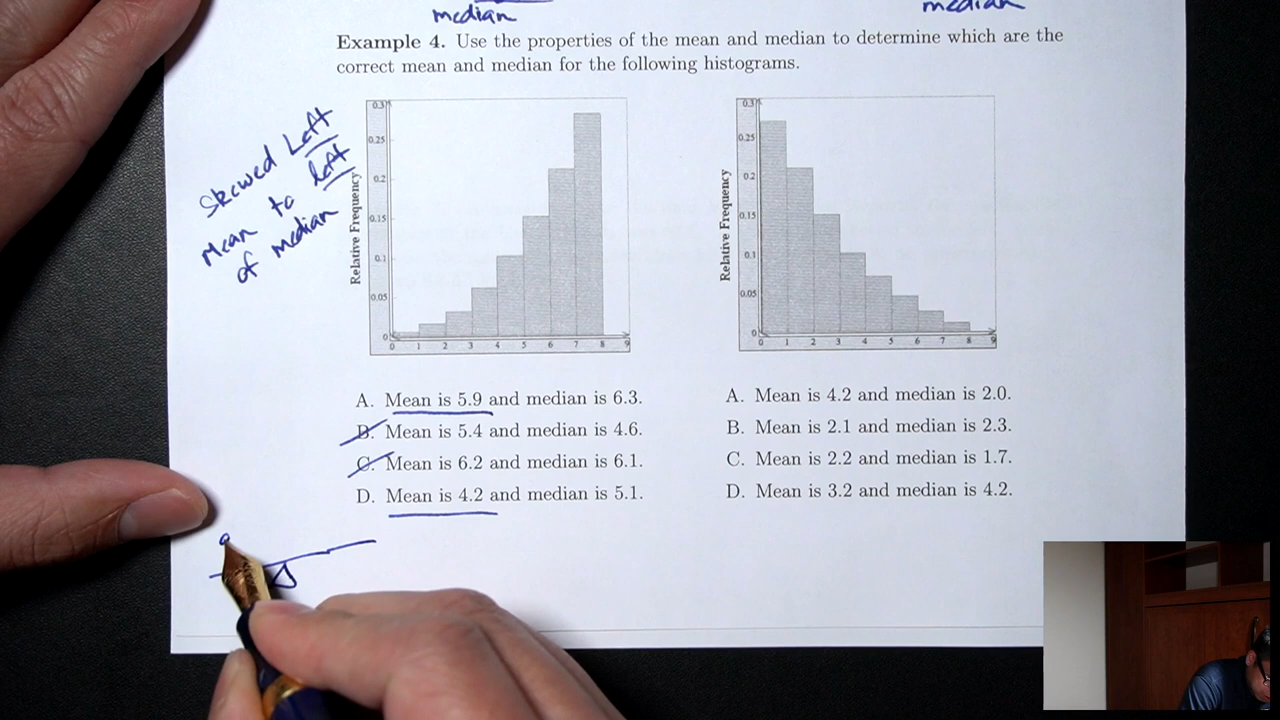 median
median
Example 4. Use the properties of the mean and median to determine which are the
correct mean and median for the following histograms.
Skewed Left
Mean to left
of median
Relative Frequency
0.3
0.25
0.2
0.15
0.1
0.05
0
0 1 2 3 4 5 6 7 8 9
Relative Frequency
0.3
0.25
0.2
0.15
0.1
0.05
0
0 1 2 3 4 5 6 7 8 9
A. Mean is 5.9 and median is 6.3.
B. Mean is 5.4 and median is 4.6.
C. Mean is 6.2 and median is 6.1.
D. Mean is 4.2 and median is 5.1.
A. Mean is 4.2 and median is 2.0.
B. Mean is 2.1 and median is 2.3.
C. Mean is 2.2 and median is 1.7.
D. Mean is 3.2 and median is 4.2.